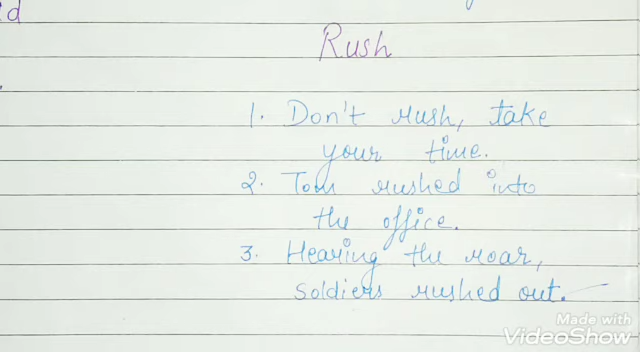 d
Rush
1. Don't rush, take
your time.
2. Tom rushed into
the office.
3. Hearing the roar,
soldiers rushed out.
Made with
VideoShow